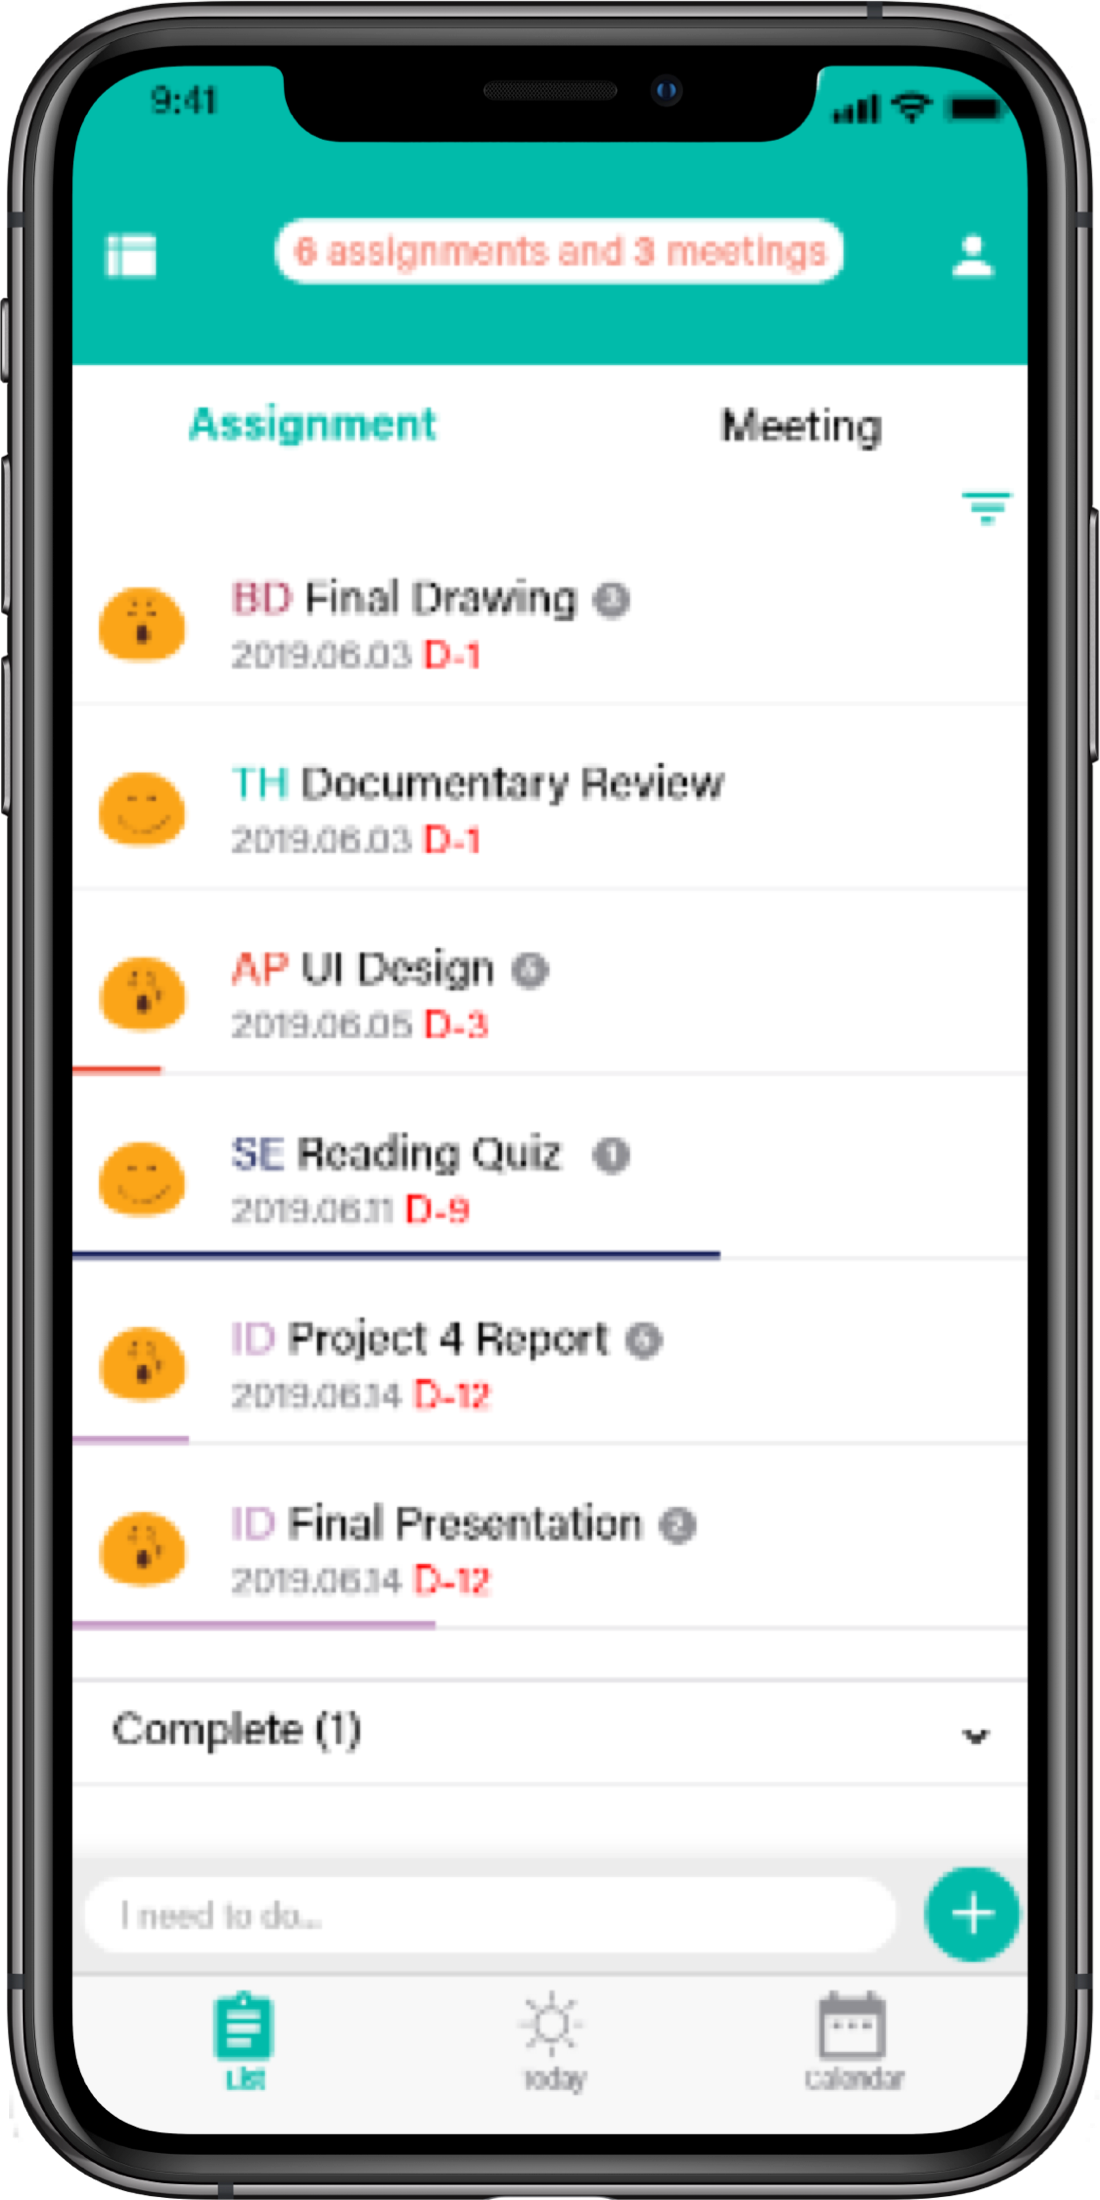 9:41
6 assignments and 3 meetings
Assignment Meeting
BD Final Drawing
2019.06.03 D-1
TH Documentary Review
2019.06.03 D-1
AP UI Design
2019.06.05 D-3
SE Reading Quiz 1
2019.06.11 D-9
ID Project 4 Report
2019.06.14 D-12
ID Final Presentation 2
2019.06.14 D-12
Complete (1)
I need to do...
List Today Calendar